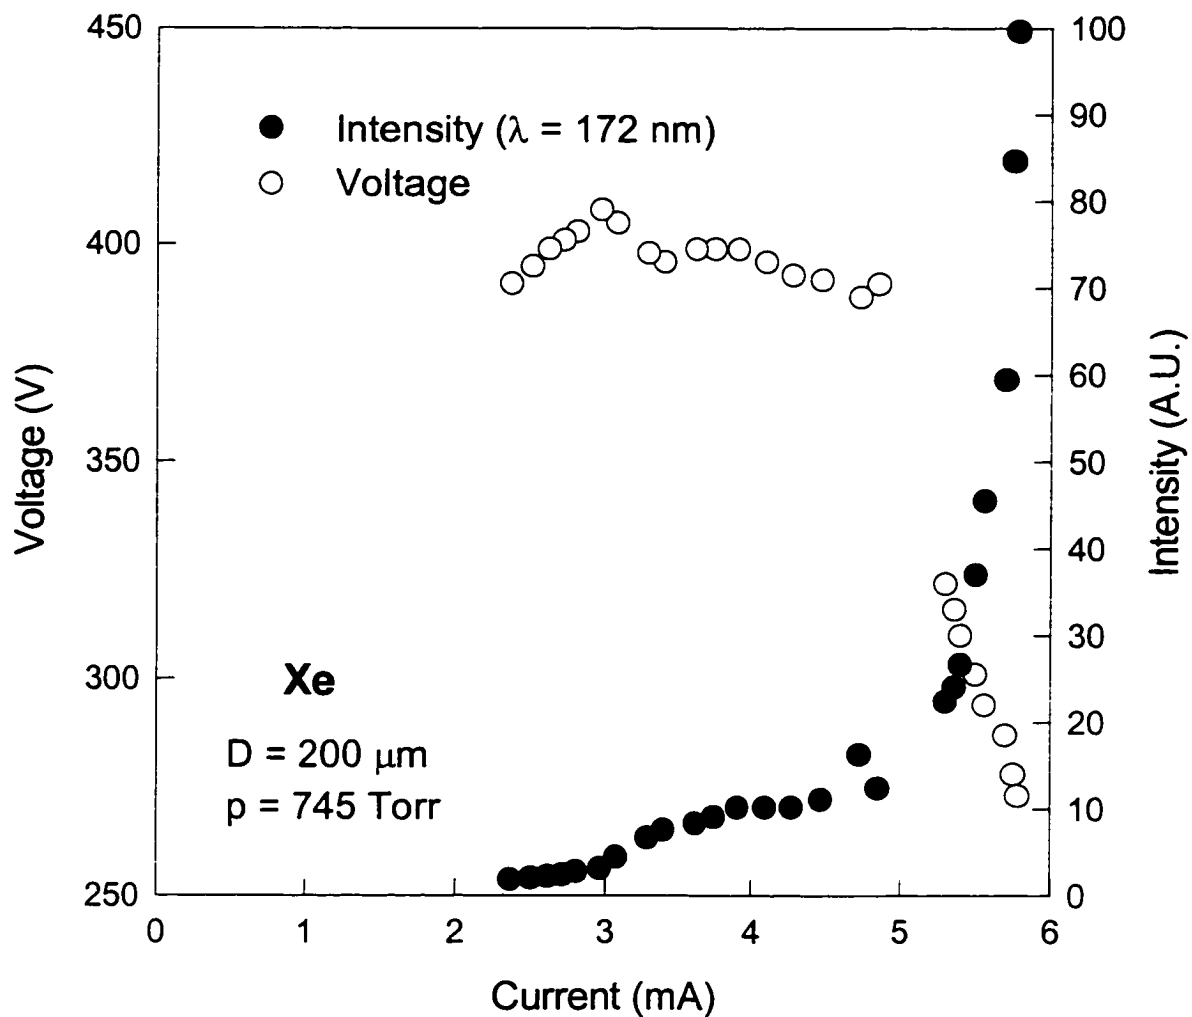 Intensity (λ = 172 nm)
Voltage
Xe
D = 200 μm
p = 745 Torr
Voltage (V)
450
400
350
300
250
Intensity (A.U.)
100
90
80
70
60
50
40
30
20
10
0
0 1 2 3 4 5 6
Current (mA)